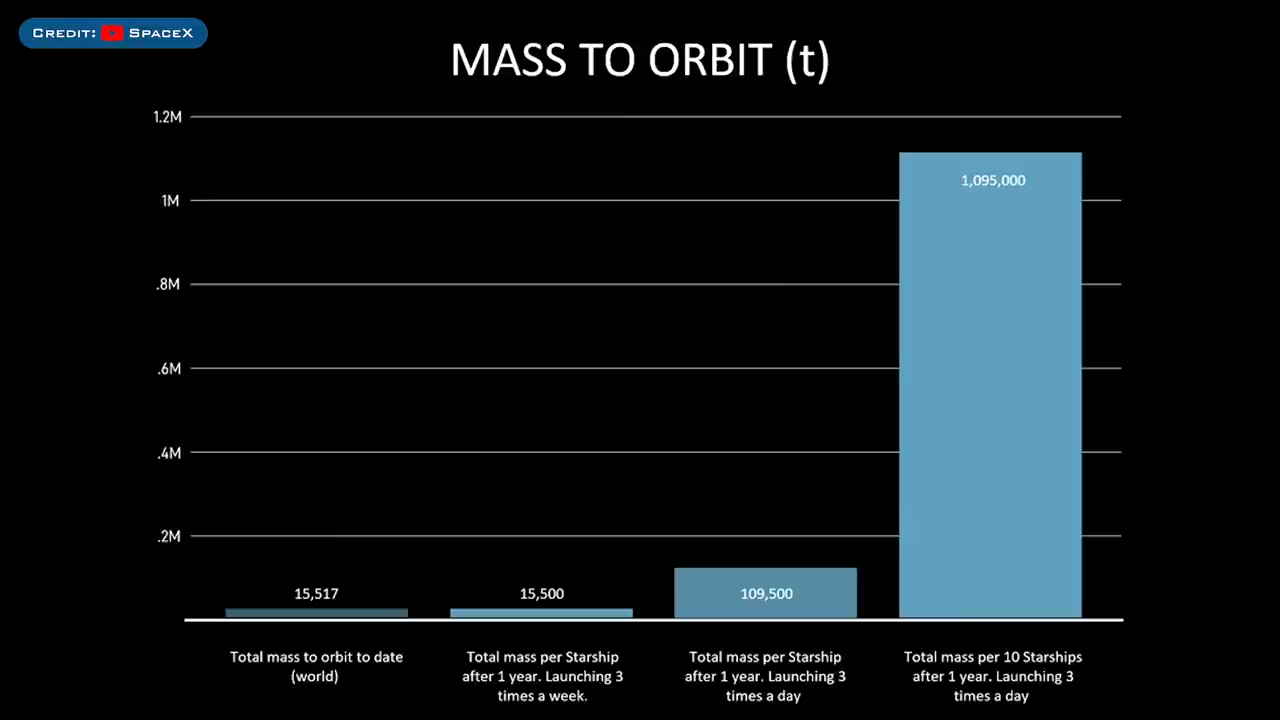 CREDIT: SPACEX
MASS TO ORBIT (t)
1.2M
1M
.8M
.6M
.4M
.2M
1,095,000
15,517
15,500
109,500
Total mass to orbit to date
(world)
Total mass per Starship
after 1 year. Launching 3
times a week.
Total mass per Starship
after 1 year. Launching 3
times a day
Total mass per 10 Starships
after 1 year. Launching 3
times a day